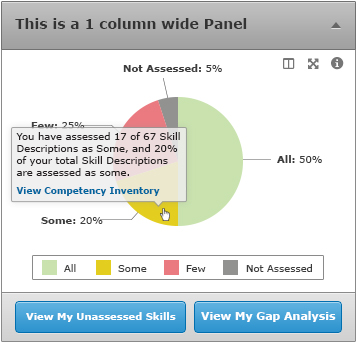 This is a 1 column wide Panel
Not Assessed: 5%
Few: 25%
You have assessed 17 of 67 Skill
Descriptions as Some, and 20%
of your total Skill Descriptions
are assessed as some.
View Competency Inventory
All: 50%
Some: 20%
All
Some
Few
Not Assessed
View My Unassessed Skills
View My Gap Analysis